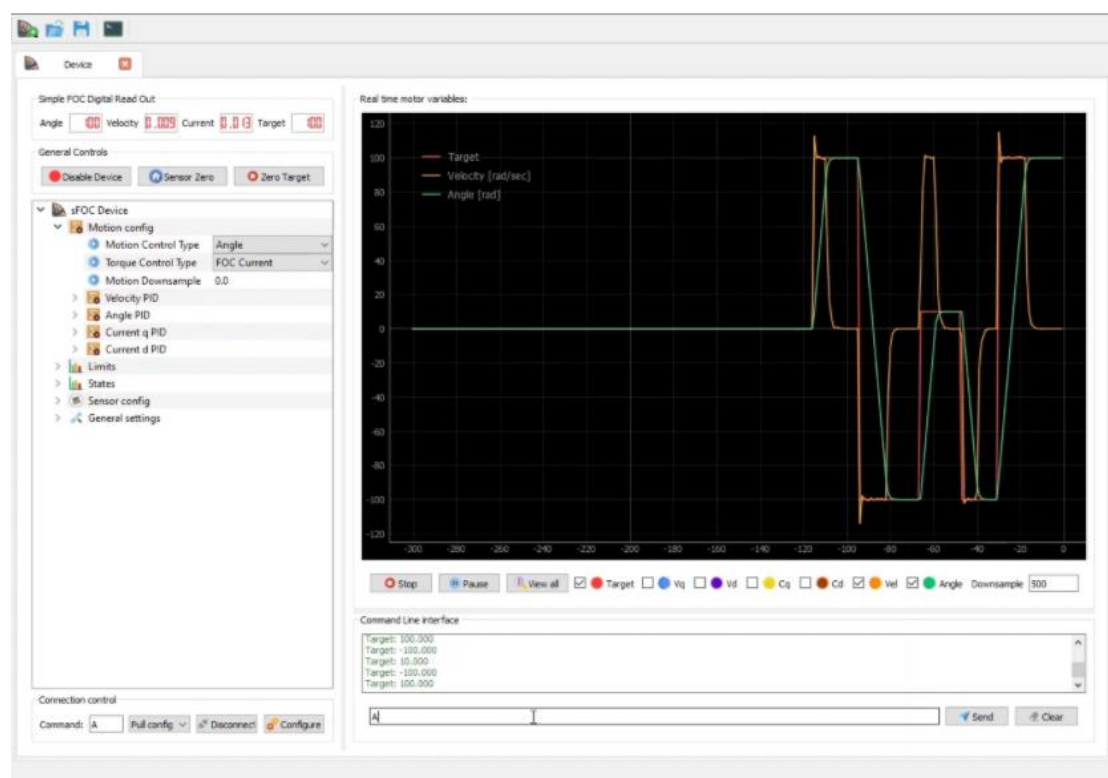 Device
Simple FOC Digital Read Out
Angle 100 Velocity 0.009 Current 0.013 Target 100
General Controls
Disable Device Sensor Zero Zero Target
sFOC Device
Motion config
Motion Control Type Angle
Torque Control Type FOC Current
Motion Downsample 0.0
Velocity PID
Angle PID
Current q PID
Current d PID
Limits
States
Sensor config
General settings
Connection control
Command: A Pull config Disconnect Configure
Real time motor variables:
120
100
80
60
40
20
0
-20
-40
-60
-80
-100
-120
Target
Velocity [rad/sec]
Angle [rad]
-300 -280 -260 -240 -220 -200 -180 -160 -140 -120 -100 -80 -60 -40 -20 0
Stop Pause View all Target Vq Vd Cq Cd Vel Angle Downsample 500
Command Line interface
Target: 100.000
Target: -100.000
Target: 10.000
Target: -100.000
Target: 100.000
A Send Clear